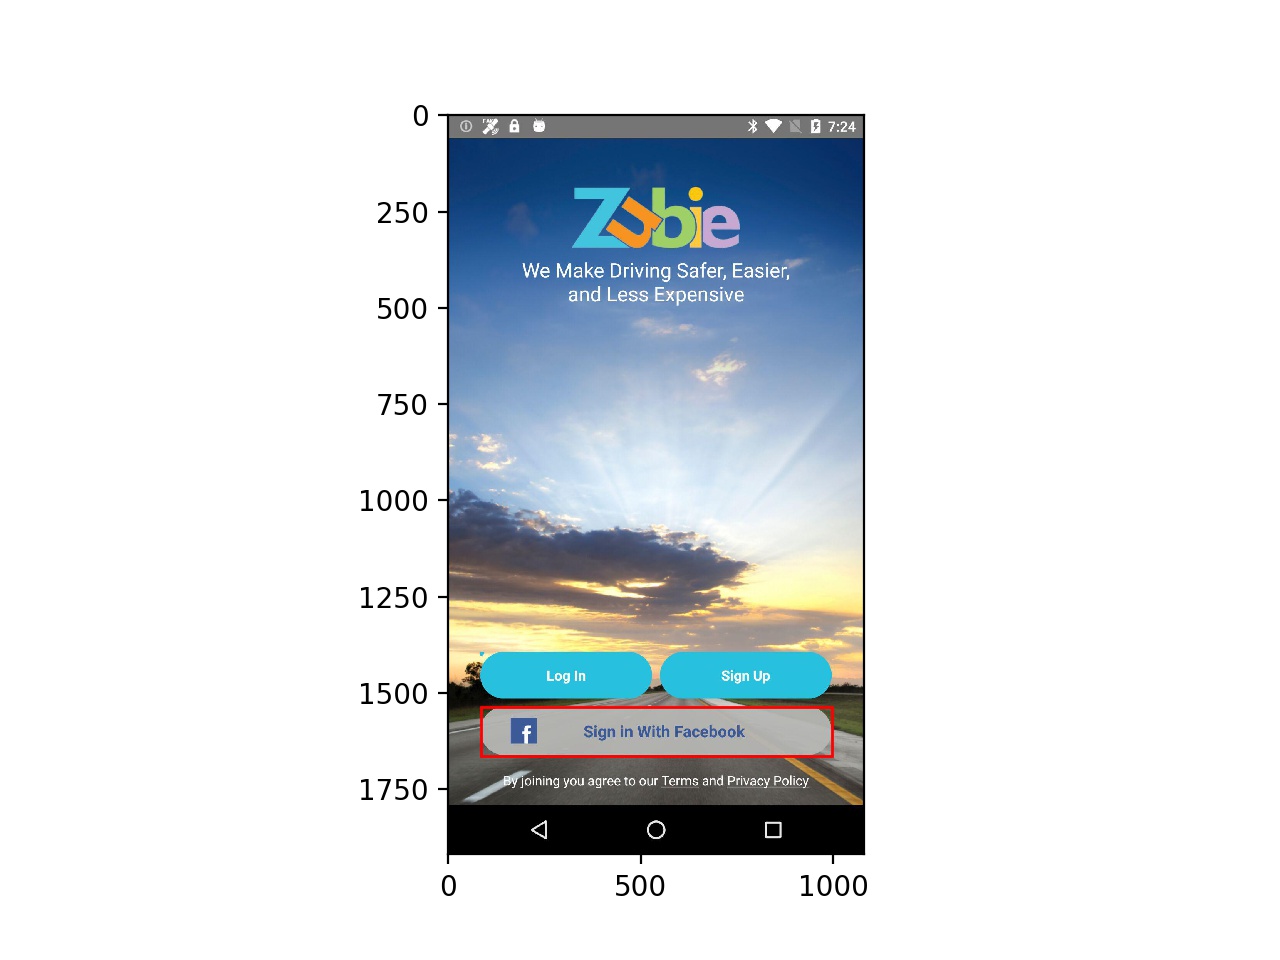 0
7:24
250
Zubie
We Make Driving Safer, Easier,
and Less Expensive
500
750
1000
1250
1500
Log In
Sign Up
f
Sign in With Facebook
By joining you agree to our Terms and Privacy Policy
1750
0
500
1000